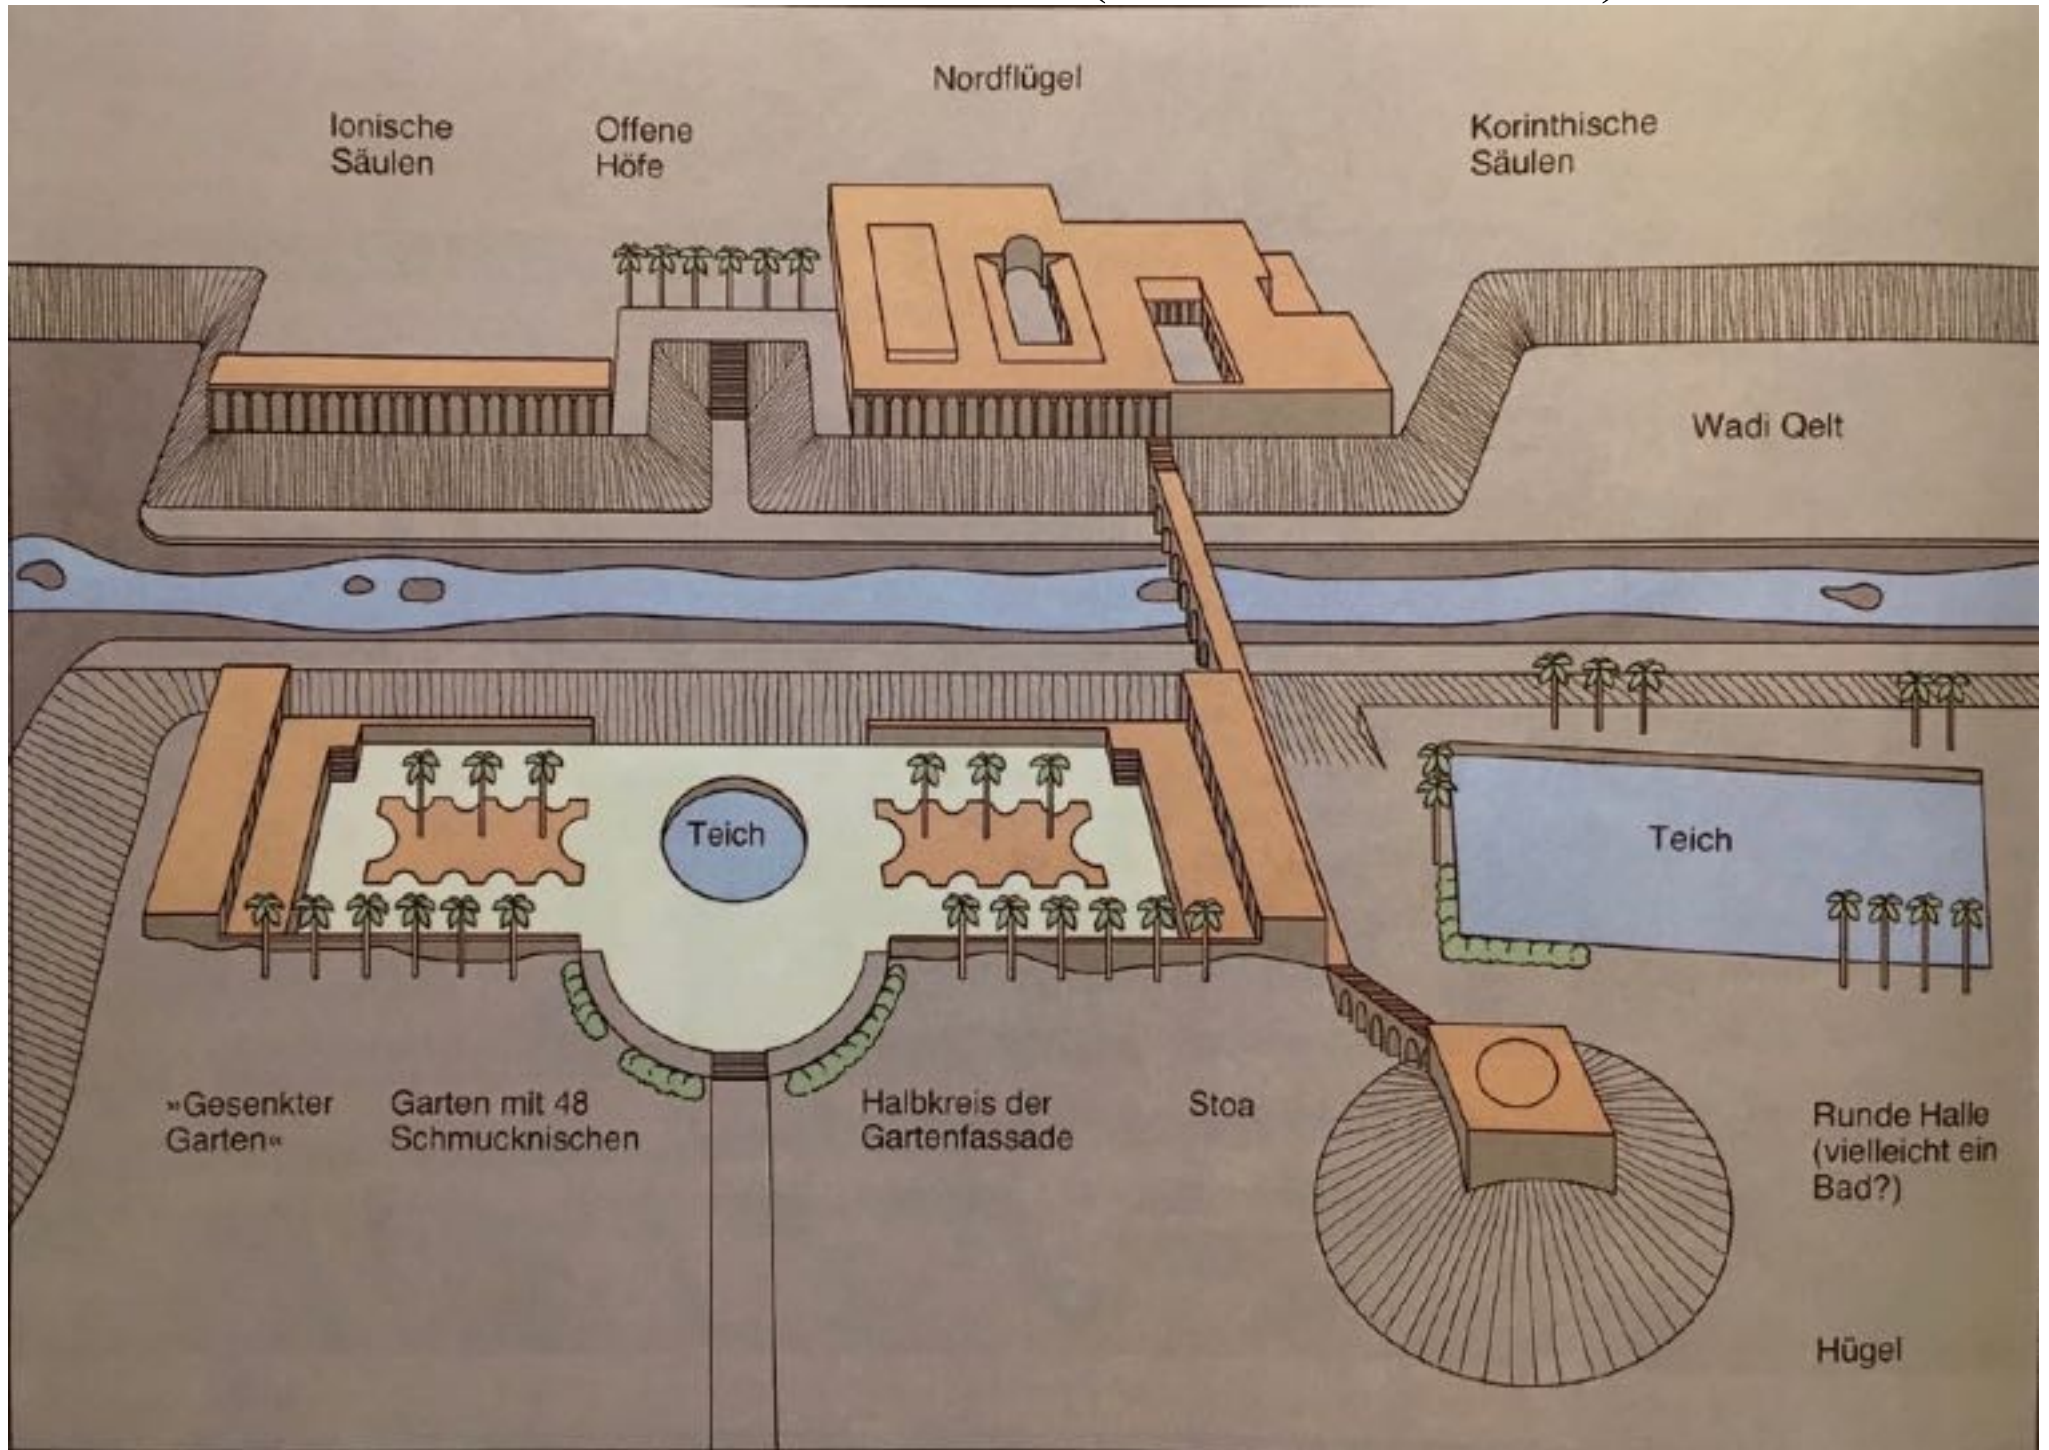 Nordflügel
Ionische
Säulen
Offene
Höfe
Korinthische
Säulen
Wadi Qelt
Teich
Teich
»Gesenkter
Garten«
Garten mit 48
Schmucknischen
Halbkreis der
Gartenfassade
Stoa
Runde Halle
(vielleicht ein
Bad?)
Hügel